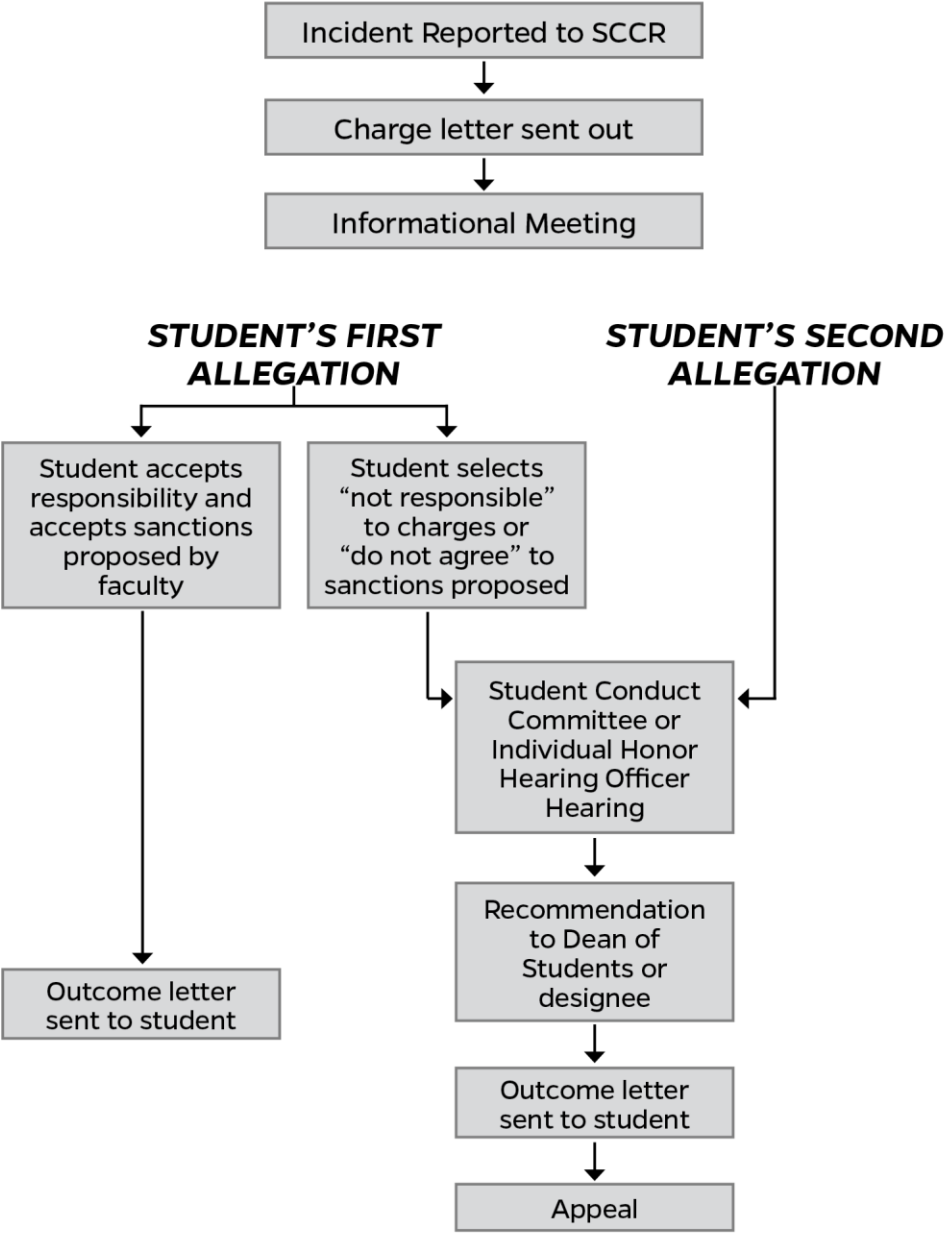 Incident Reported to SCCR
Charge letter sent out
Informational Meeting
STUDENT’S FIRST
ALLEGATION
STUDENT’S SECOND
ALLEGATION
Student accepts
responsibility and
accepts sanctions
proposed by
faculty
Student selects
“not responsible”
to charges or
“do not agree” to
sanctions proposed
Student Conduct
Committee or
Individual Honor
Hearing Officer
Hearing
Recommendation
to Dean of
Students or
designee
Outcome letter
sent to student
Outcome letter
sent to student
Appeal